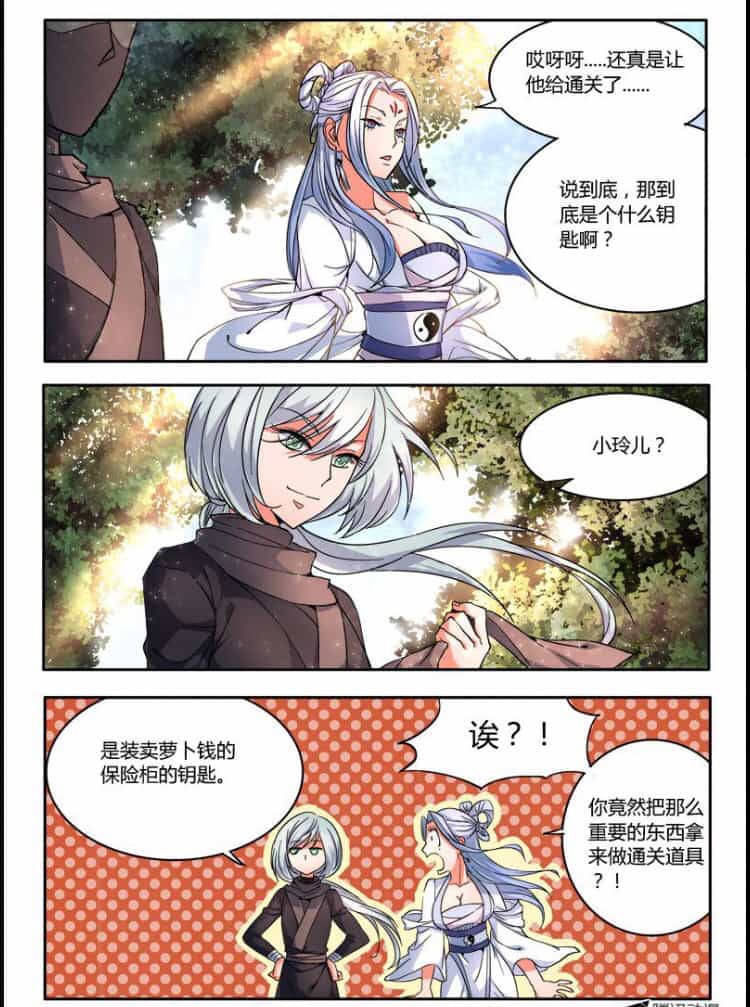 哎呀呀.....还真是让
他给通关了......
说到底，那到
底是个什么钥
匙啊？
小玲儿？
是装卖萝卜钱的
保险柜的钥匙。
诶？！
你竟然把那么
重要的东西拿
来做通关道具
？！